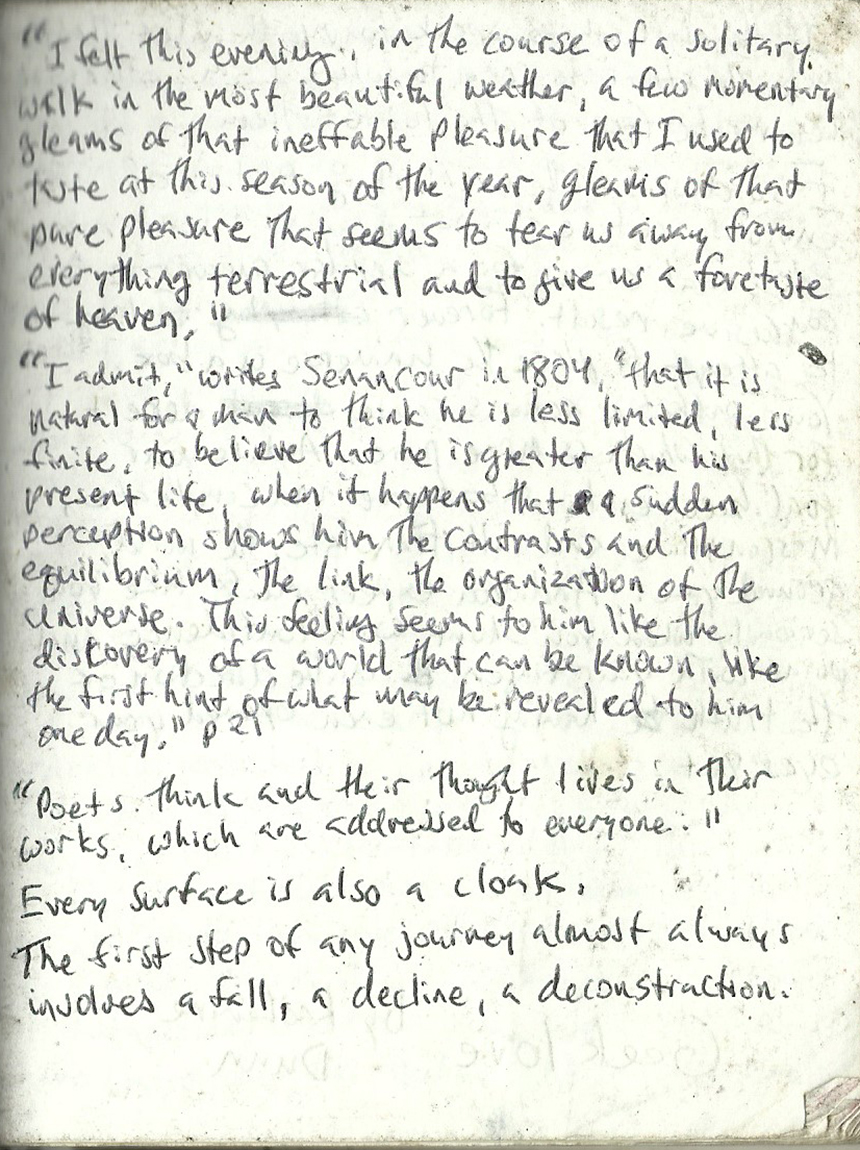 "I felt this evening, in the course of a solitary
walk in the most beautiful weather, a few momentary
gleams of that ineffable pleasure that I used to
taste at this season of the year, gleams of that
pure pleasure that seems to tear us away from
everything terrestrial and to give us a foretaste
of heaven,"
"I admit," writes Senancour in 1804, "that it is
natural for a man to think he is less limited, less
finite, to believe that he is greater than his
present life, when it happens that a sudden
perception shows him the contrasts and the
equilibrium, the link, the organization of the
universe. This feeling seems to him like the
discovery of a world that can be known, like
the first hint of what may be revealed to him
one day." p 21
"Poets think and their thought lives in their
works, which are addressed to everyone."
Every surface is also a cloak.
The first step of any journey almost always
involves a fall, a decline, a deconstruction.